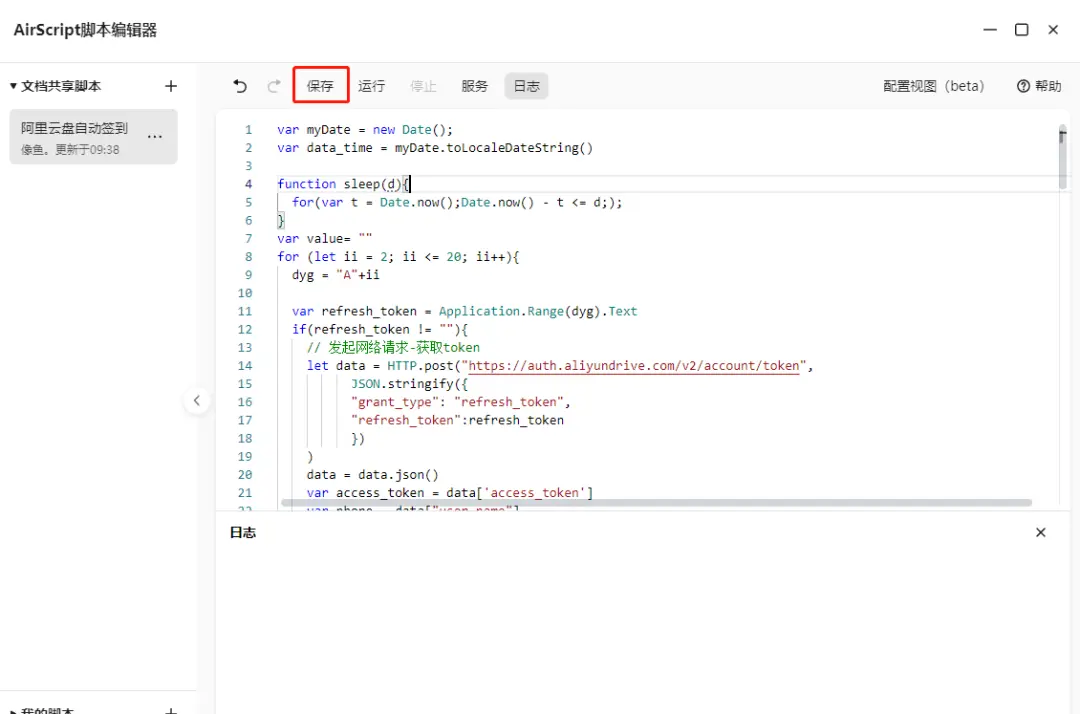 AirScript脚本编辑器
文档共享脚本
阿里云盘自动签到
像鱼。更新于09:38
保存 运行 停止 服务 日志 配置视图（beta） 帮助
1 var myDate = new Date();
2 var data_time = myDate.toLocaleDateString()
3
4 function sleep(d){
5 for(var t = Date.now();Date.now() - t <= d;);
6 }
7 var value= ""
8 for (let ii = 2; ii <= 20; ii++){
9 dyg = "A"+ii
10
11 var refresh_token = Application.Range(dyg).Text
12 if(refresh_token != ""){
13 // 发起网络请求-获取token
14 let data = HTTP.post("https://auth.aliyundrive.com/v2/account/token",
15 JSON.stringify({
16 "grant_type": "refresh_token",
17 "refresh_token":refresh_token
18 })
19 )
20 data = data.json()
21 var access_token = data['access_token']
22 var phone = data["user_name"]
日志
我的脚本